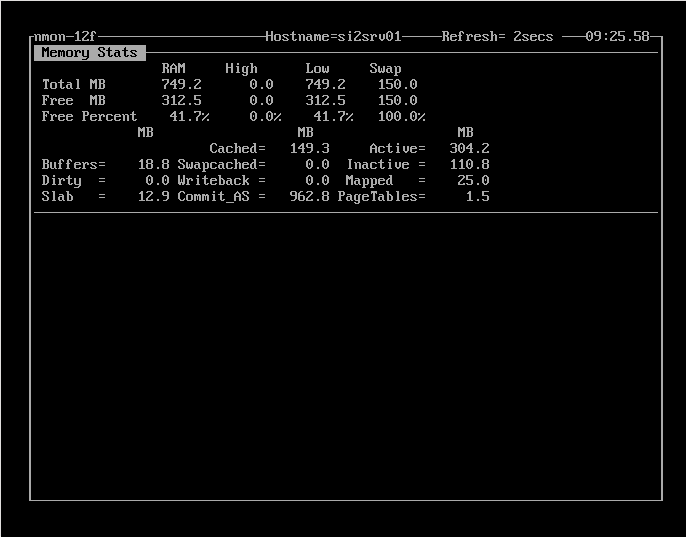 nmon-12f Hostname=si2srv01 Refresh= 2secs 09:25.58
Memory Stats
RAM High Low Swap
Total MB 749.2 0.0 749.2 150.0
Free MB 312.5 0.0 312.5 150.0
Free Percent 41.7% 0.0% 41.7% 100.0%
MB MB MB
Cached= 149.3 Active= 304.2
Buffers= 18.8 Swapcached= 0.0 Inactive = 110.8
Dirty = 0.0 Writeback = 0.0 Mapped = 25.0
Slab = 12.9 Commit_AS = 962.8 PageTables= 1.5